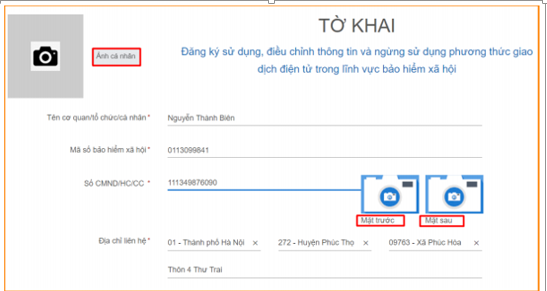 TỜ KHAI
Ảnh cá nhân
Đăng ký sử dụng, điều chỉnh thông tin và ngừng sử dụng phương thức giao
dịch điện tử trong lĩnh vực bảo hiểm xã hội
Tên cơ quan/tổ chức/cá nhân * Nguyễn Thành Biên
Mã số bảo hiểm xã hội * 0113099841
Số CMND/HC/CC * 111349876090
Mặt trước Mặt sau
Địa chỉ liên hệ * 01 - Thành phố Hà Nội × 272 - Huyện Phúc Thọ × 09763 - Xã Phúc Hòa ×
Thôn 4 Thư Trai